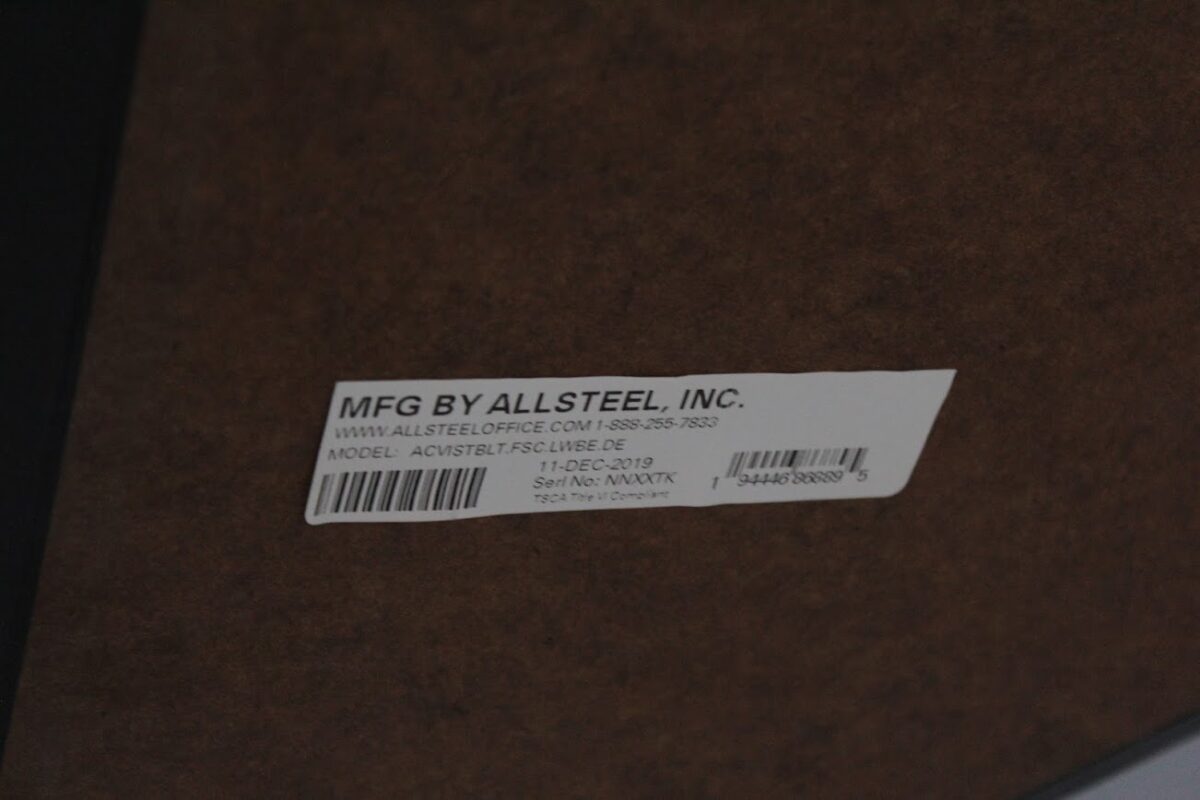 MFG BY ALLSTEEL, INC.
WWW.ALLSTEELOFFICE.COM 1-888-255-7833
MODEL: ACVISTBLT.FSC.LWBE.DE
11-DEC-2019
Serl No: NNXXTK
TSCA Title VI Compliant
1 94446 86689 5